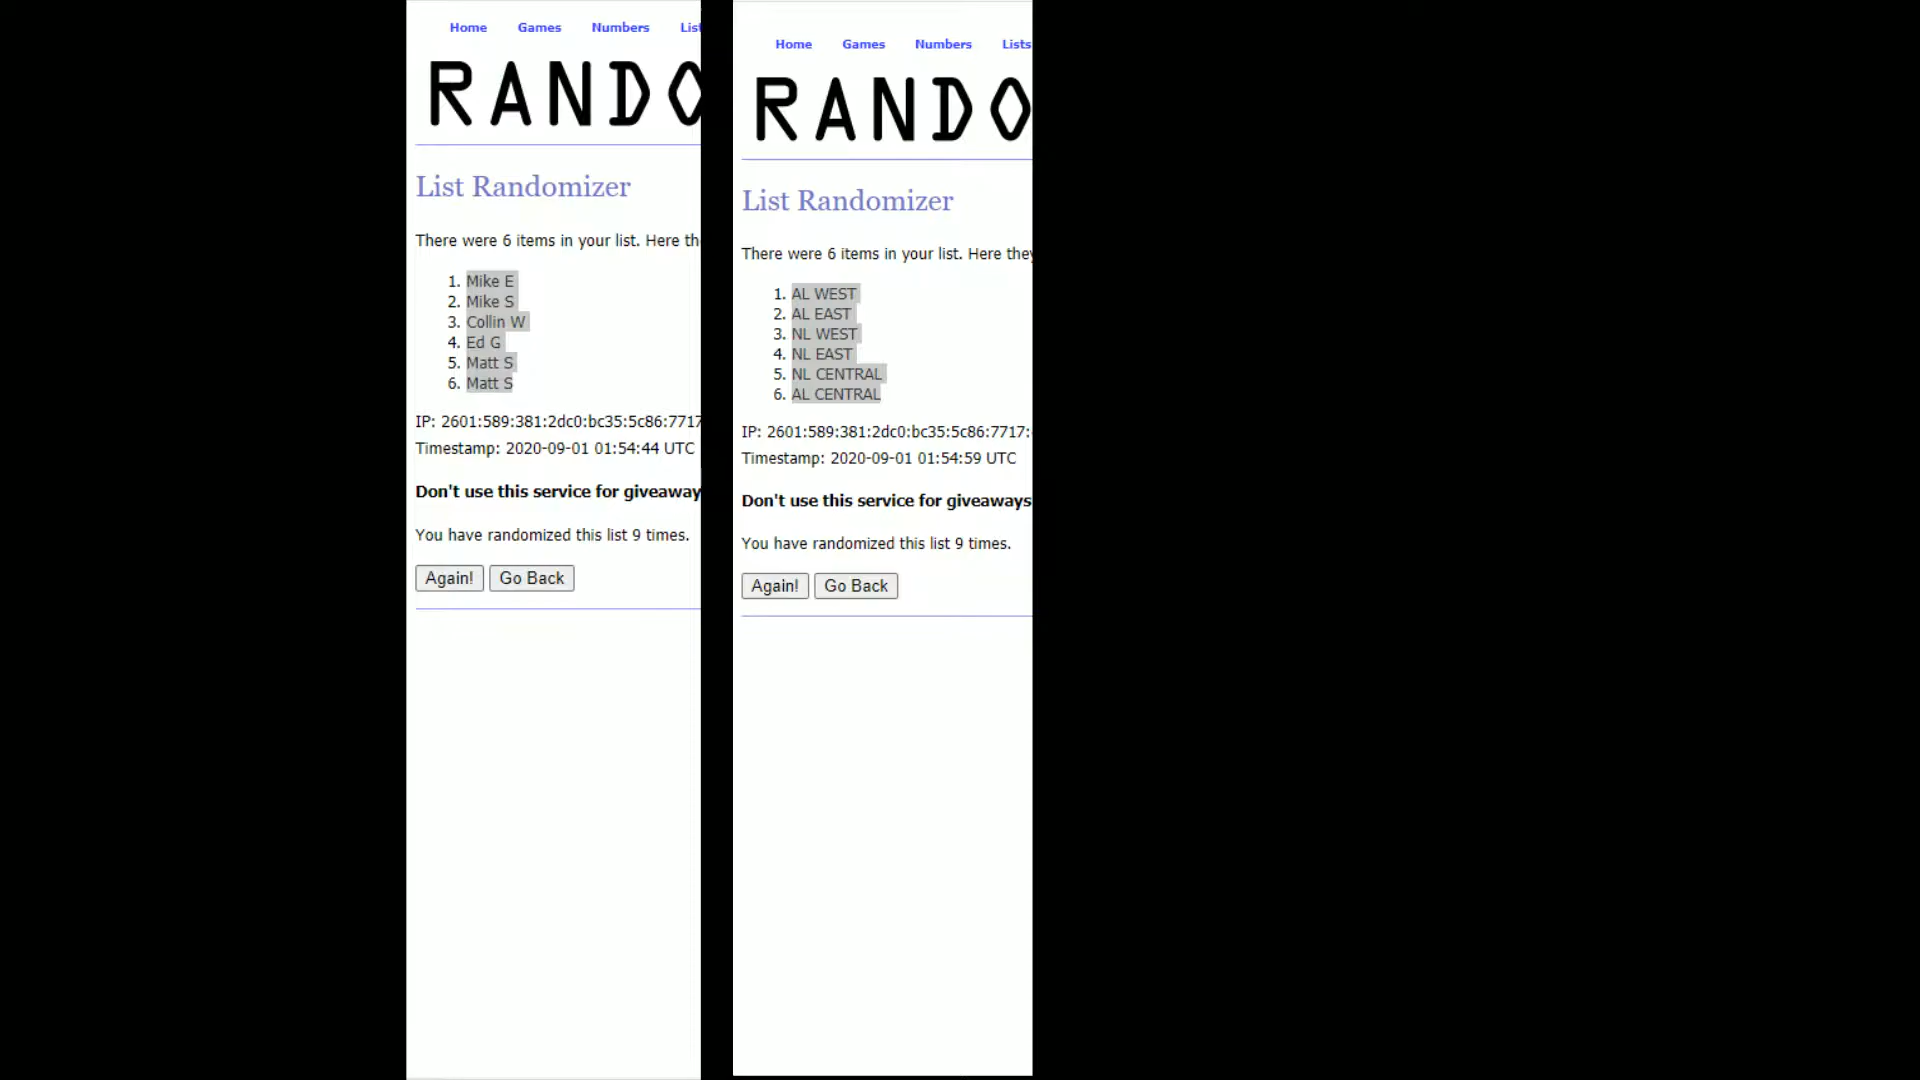 Home Games Numbers List
RANDO
List Randomizer
There were 6 items in your list. Here th
1. Mike E
2. Mike S
3. Collin W
4. Ed G
5. Matt S
6. Matt S
IP: 2601:589:381:2dc0:bc35:5c86:7717
Timestamp: 2020-09-01 01:54:44 UTC
Don't use this service for giveaway
You have randomized this list 9 times.
Again! Go Back
Home Games Numbers Lists
RANDO
List Randomizer
There were 6 items in your list. Here they
1. AL WEST
2. AL EAST
3. NL WEST
4. NL EAST
5. NL CENTRAL
6. AL CENTRAL
IP: 2601:589:381:2dc0:bc35:5c86:7717:
Timestamp: 2020-09-01 01:54:59 UTC
Don't use this service for giveaways
You have randomized this list 9 times.
Again! Go Back